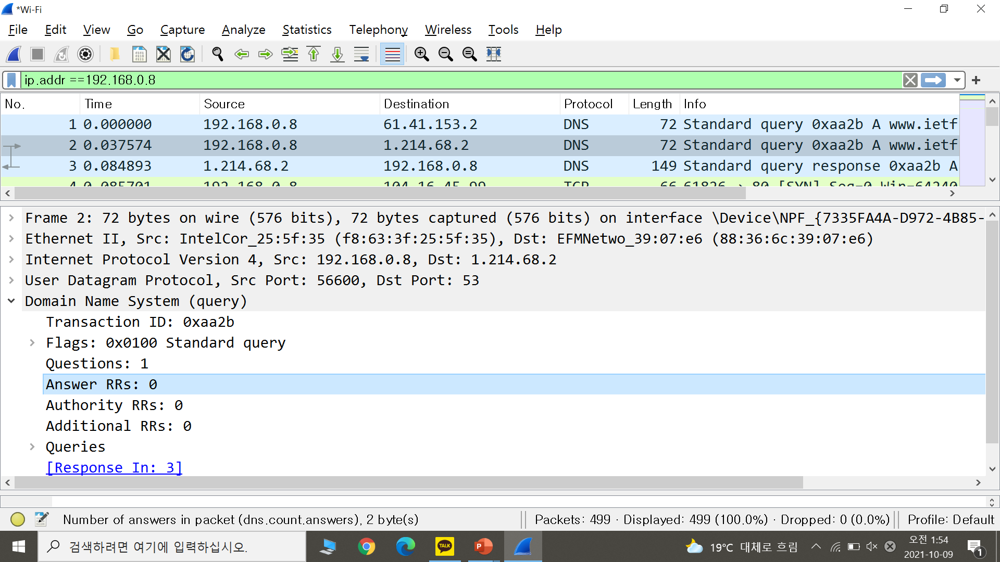 *Wi-Fi
File Edit View Go Capture Analyze Statistics Telephony Wireless Tools Help
ip.addr ==192.168.0.8
No. Time Source Destination Protocol Length Info
1 0.000000 192.168.0.8 61.41.153.2 DNS 72 Standard query 0xaa2b A www.ietf
2 0.037574 192.168.0.8 1.214.68.2 DNS 72 Standard query 0xaa2b A www.ietf
3 0.084893 1.214.68.2 192.168.0.8 DNS 149 Standard query response 0xaa2b A
4 0.085701 192.168.0.8 104.16.45.99 TCP 66 61826 → 80 [SYN] Seq=0 Win=64240
Frame 2: 72 bytes on wire (576 bits), 72 bytes captured (576 bits) on interface \Device\NPF_{7335FA4A-D972-4B85-
Ethernet II, Src: IntelCor_25:5f:35 (f8:63:3f:25:5f:35), Dst: EFMNetwo_39:07:e6 (88:36:6c:39:07:e6)
Internet Protocol Version 4, Src: 192.168.0.8, Dst: 1.214.68.2
User Datagram Protocol, Src Port: 56600, Dst Port: 53
Domain Name System (query)
Transaction ID: 0xaa2b
Flags: 0x0100 Standard query
Questions: 1
Answer RRs: 0
Authority RRs: 0
Additional RRs: 0
Queries
[Response In: 3]
Number of answers in packet (dns.count.answers), 2 byte(s) Packets: 499 · Displayed: 499 (100.0%) · Dropped: 0 (0.0%) Profile: Default
검색하려면 여기에 입력하십시오. TALK P 19℃ 대체로 흐림 오전 1:54
2021-10-09 1